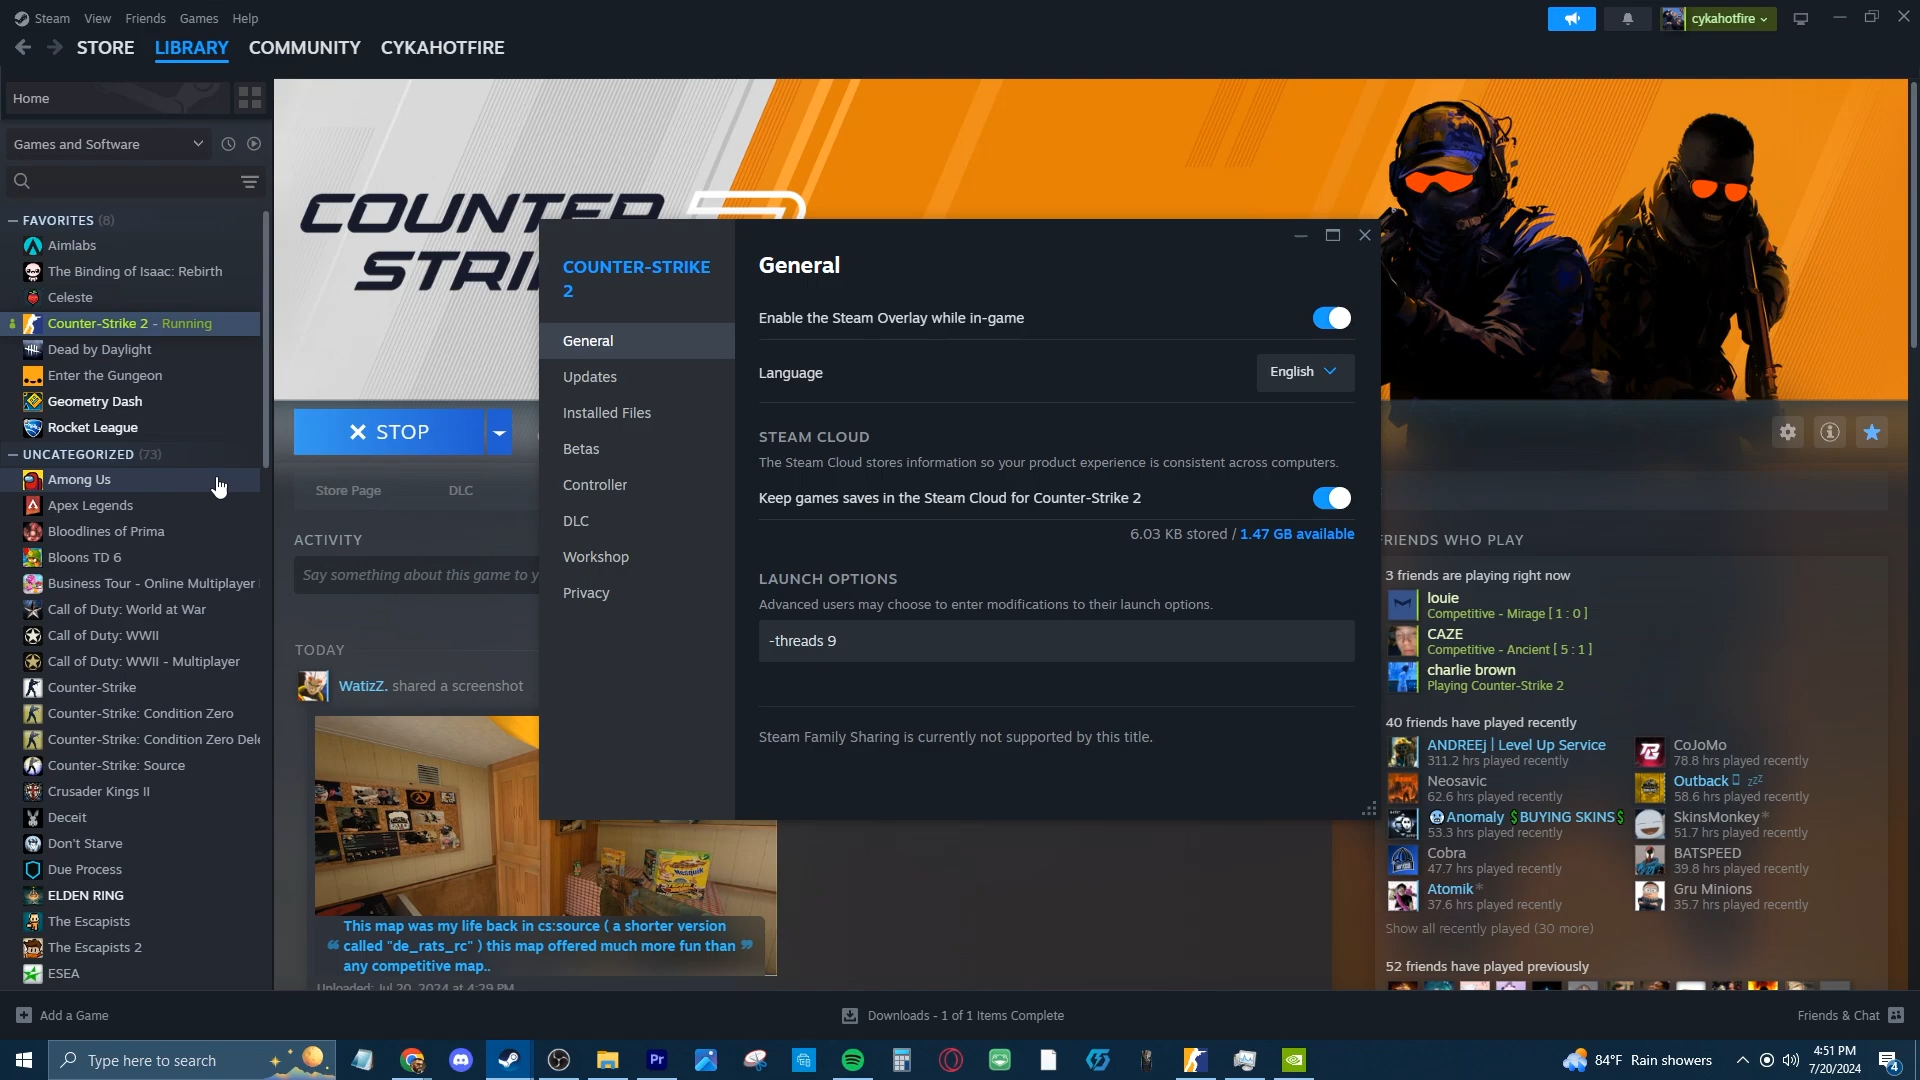 Steam View Friends Games Help
cykahotfire
STORE LIBRARY COMMUNITY CYKAHOTFIRE
Home
Games and Software
FAVORITES (8)
Aimlabs
The Binding of Isaac: Rebirth
Celeste
Counter-Strike 2 - Running
Dead by Daylight
Enter the Gungeon
Geometry Dash
Rocket League
UNCATEGORIZED (73)
Among Us
Apex Legends
Bloodlines of Prima
Bloons TD 6
Business Tour - Online Multiplayer
Call of Duty: World at War
Call of Duty: WWII
Call of Duty: WWII - Multiplayer
Counter-Strike
Counter-Strike: Condition Zero
Counter-Strike: Condition Zero Dele
Counter-Strike: Source
Crusader Kings II
Deceit
Don't Starve
Due Process
ELDEN RING
The Escapists
The Escapists 2
ESEA
COUNTER
STRI
STOP
Store Page DLC
ACTIVITY
Say something about this game to y
TODAY
WatizZ. shared a screenshot
This map was my life back in cs:source ( a shorter version
called "de_rats_rc" ) this map offered much more fun than
any competitive map..
Uploaded: Jul 20, 2024 at 4:29 PM
COUNTER-STRIKE
2
General
Updates
Installed Files
Betas
Controller
DLC
Workshop
Privacy
General
Enable the Steam Overlay while in-game
Language English
STEAM CLOUD
The Steam Cloud stores information so your product experience is consistent across computers.
Keep games saves in the Steam Cloud for Counter-Strike 2
6.03 KB stored / 1.47 GB available
LAUNCH OPTIONS
Advanced users may choose to enter modifications to their launch options.
-threads 9
Steam Family Sharing is currently not supported by this title.
RIENDS WHO PLAY
3 friends are playing right now
louie
Competitive - Mirage [ 1 : 0 ]
CAZE
Competitive - Ancient [ 5 : 1 ]
charlie brown
Playing Counter-Strike 2
40 friends have played recently
ANDREEj | Level Up Service
311.2 hrs played recently
CoJoMo
78.8 hrs played recently
Neosavic
62.6 hrs played recently
Outback zzZ
58.6 hrs played recently
Anomaly $BUYING SKINS$
53.3 hrs played recently
SkinsMonkey*
51.7 hrs played recently
Cobra
47.7 hrs played recently
BATSPEED
39.8 hrs played recently
Atomik*
37.6 hrs played recently
Gru Minions
35.7 hrs played recently
Show all recently played (30 more)
52 friends have played previously
Add a Game
Downloads - 1 of 1 Items Complete
Friends & Chat
Type here to search
Pr
84°F Rain showers
4:51 PM
7/20/2024
4